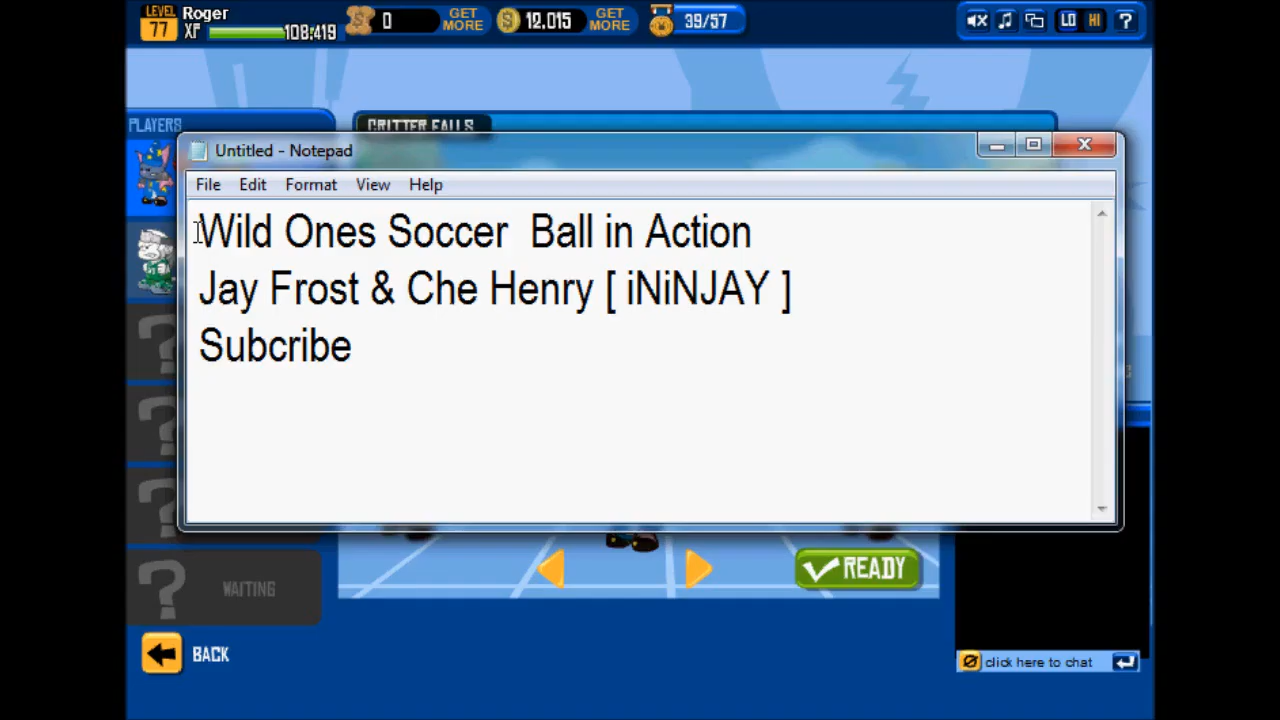 LEVEL 77 Roger XF 108,419 0 GET MORE 12,015 GET MORE 39/57 LO HI ?
PLAYERS
CRITTER FALLS
Untitled - Notepad
File Edit Format View Help
Wild Ones Soccer  Ball in Action
Jay Frost & Che Henry [ iNiNJAY ]
Subcribe
READY
WAITING
BACK
click here to chat